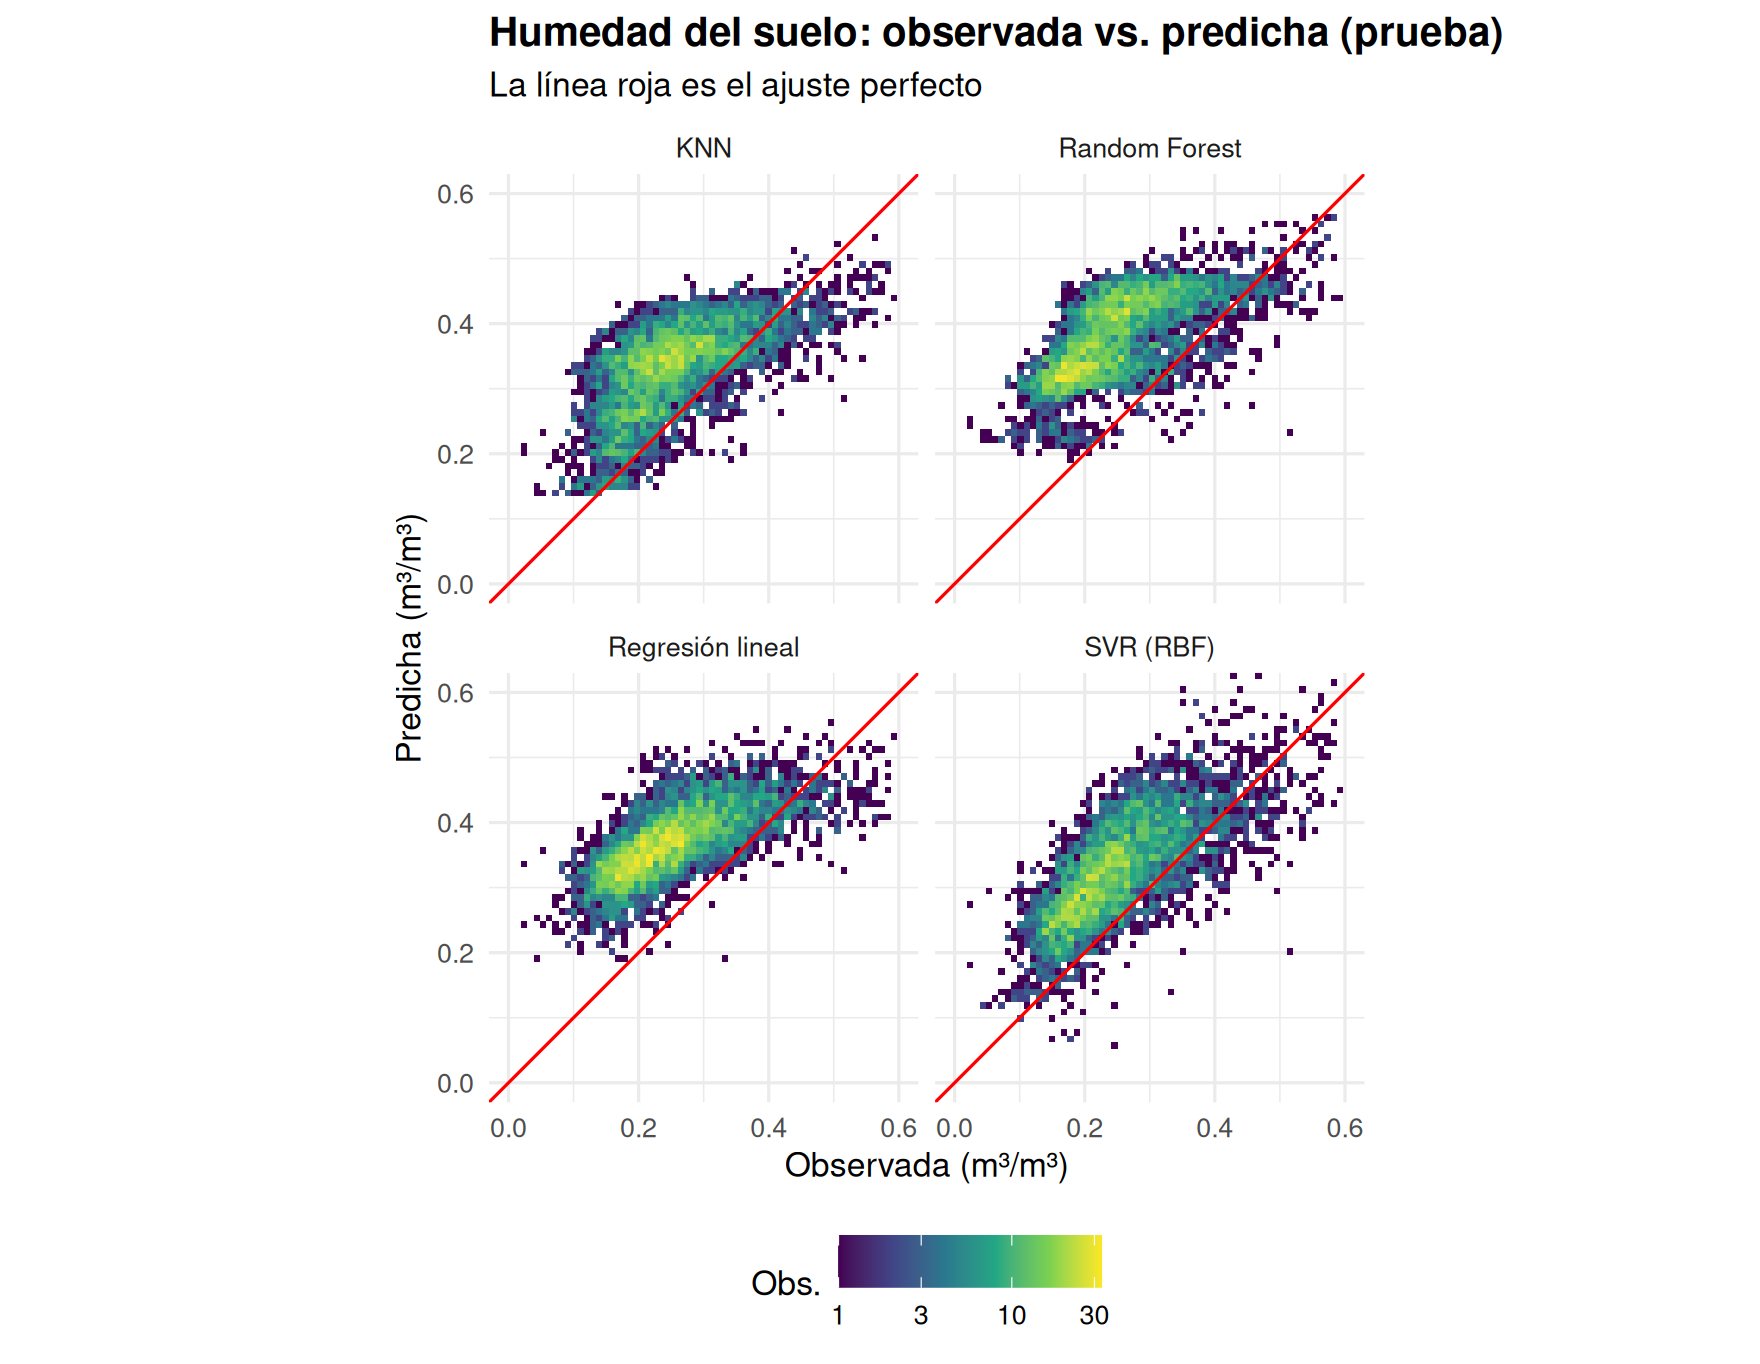 Humedad del suelo: observada vs. predicha (prueba)
La línea roja es el ajuste perfecto
KNN
Random Forest
0.6
0.4
0.2
0.0
Predicha (m³/m³)
Regresión lineal
SVR (RBF)
0.6
0.4
0.2
0.0
0.0 0.2 0.4 0.6 0.0 0.2 0.4 0.6
Observada (m³/m³)
Obs.
1 3 10 30